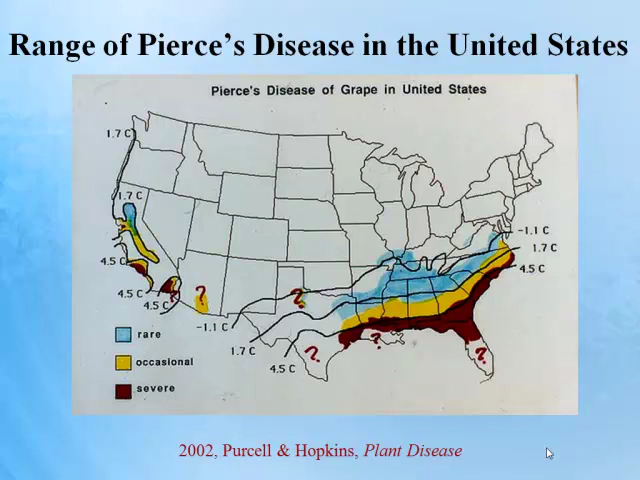 Range of Pierce's Disease in the United States
Pierce's Disease of Grape in United States
1.7 C
1.7 C
-1.1 C
1.7 C
4.5 C
4.5 C
4.5 C
4.5 C
?
?
-1.1 C
1.7 C
4.5 C
?
?
?
rare
occasional
severe
2002, Purcell & Hopkins, Plant Disease